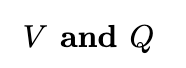 V and Q